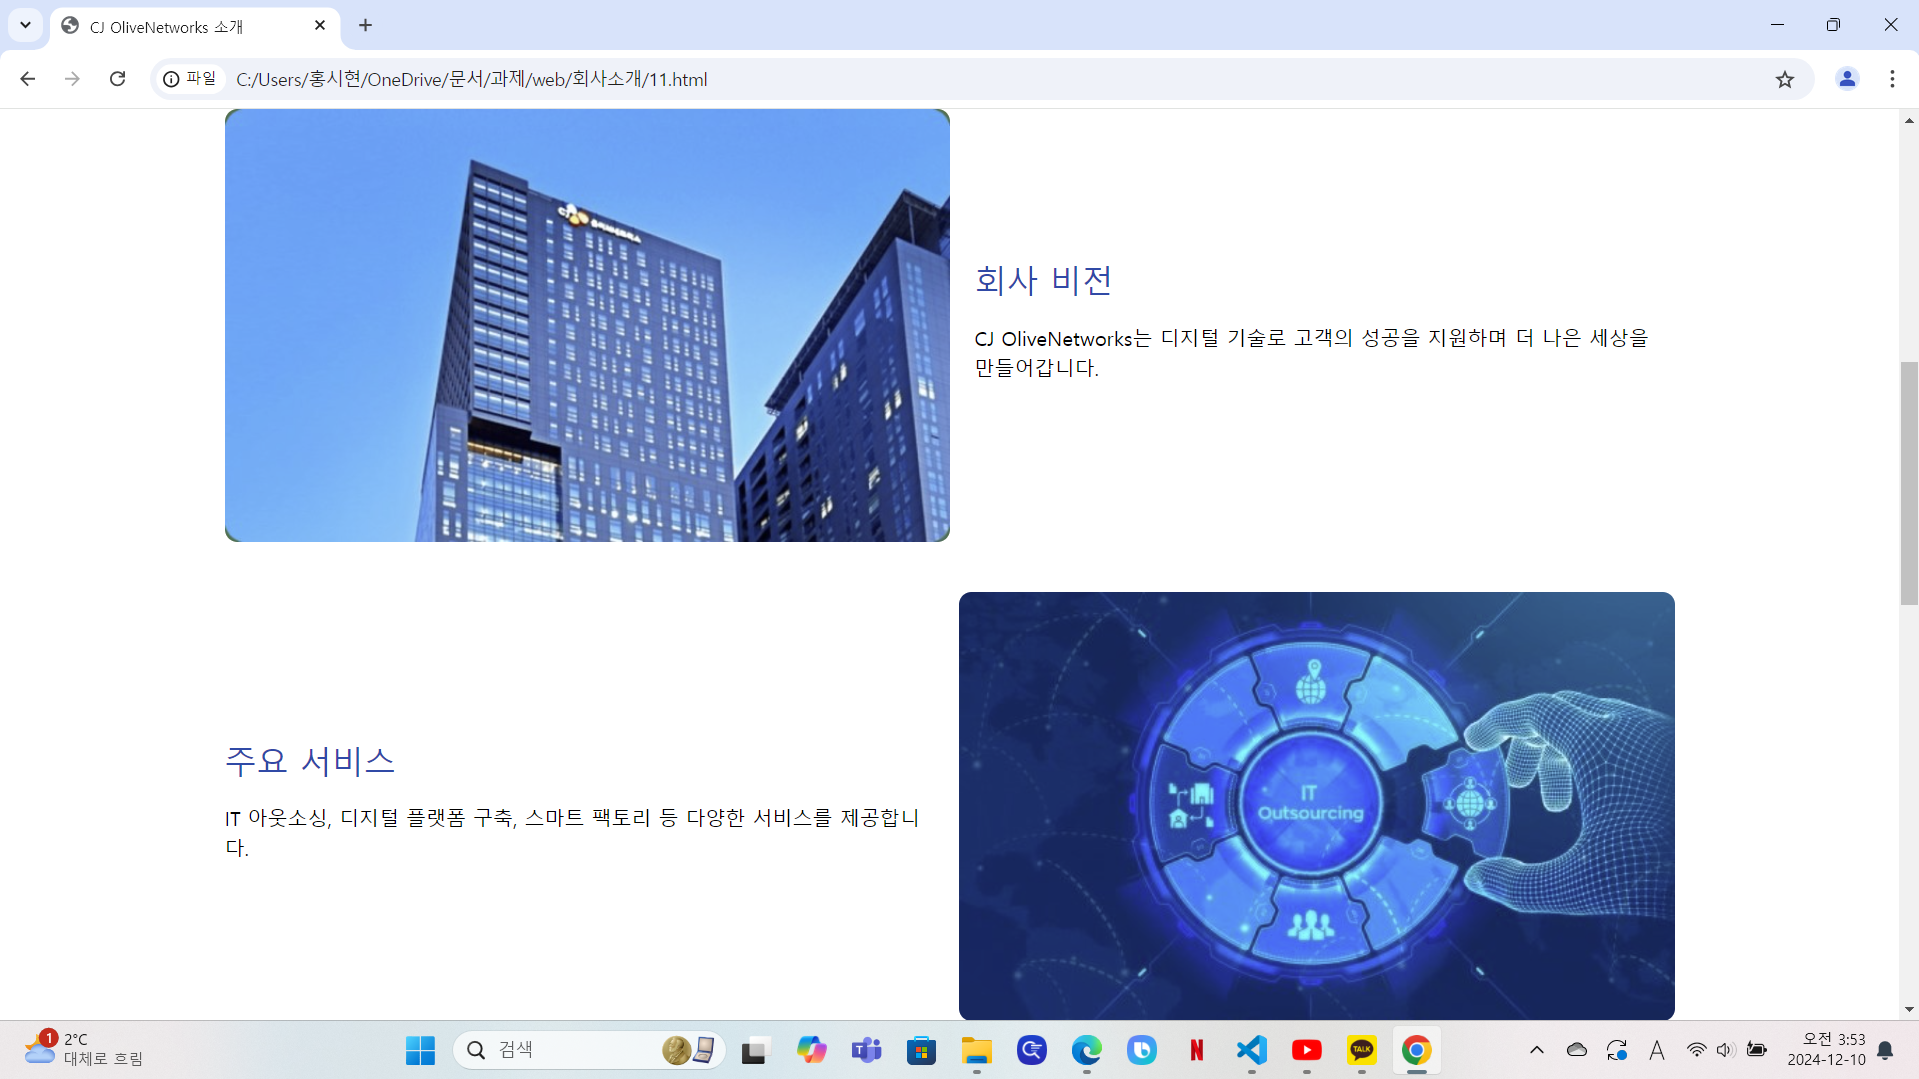 CJ OliveNetworks 소개
파일
C:/Users/홍시현/OneDrive/문서/과제/web/회사소개/11.html
CJ
회사 비전
CJ OliveNetworks는 디지털 기술로 고객의 성공을 지원하며 더 나은 세상을
만들어갑니다.
주요 서비스
IT 아웃소싱, 디지털 플랫폼 구축, 스마트 팩토리 등 다양한 서비스를 제공합니
다.
IT
Outsourcing
1
2°C
대체로 흐림
검색
N
TALK
A
오전 3:53
2024-12-10